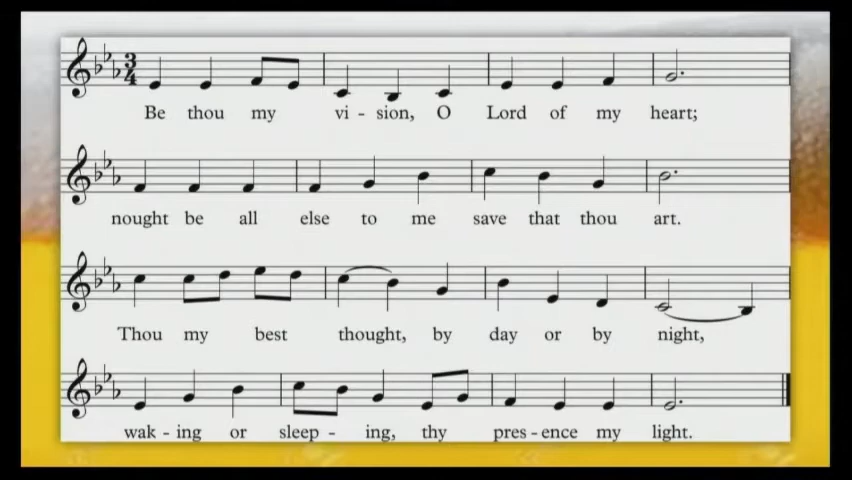 3
4
Be thou my vi - sion, O Lord of my heart;
nought be all else to me save that thou art.
Thou my best thought, by day or by night,
wak - ing or sleep - ing, thy pres - ence my light.